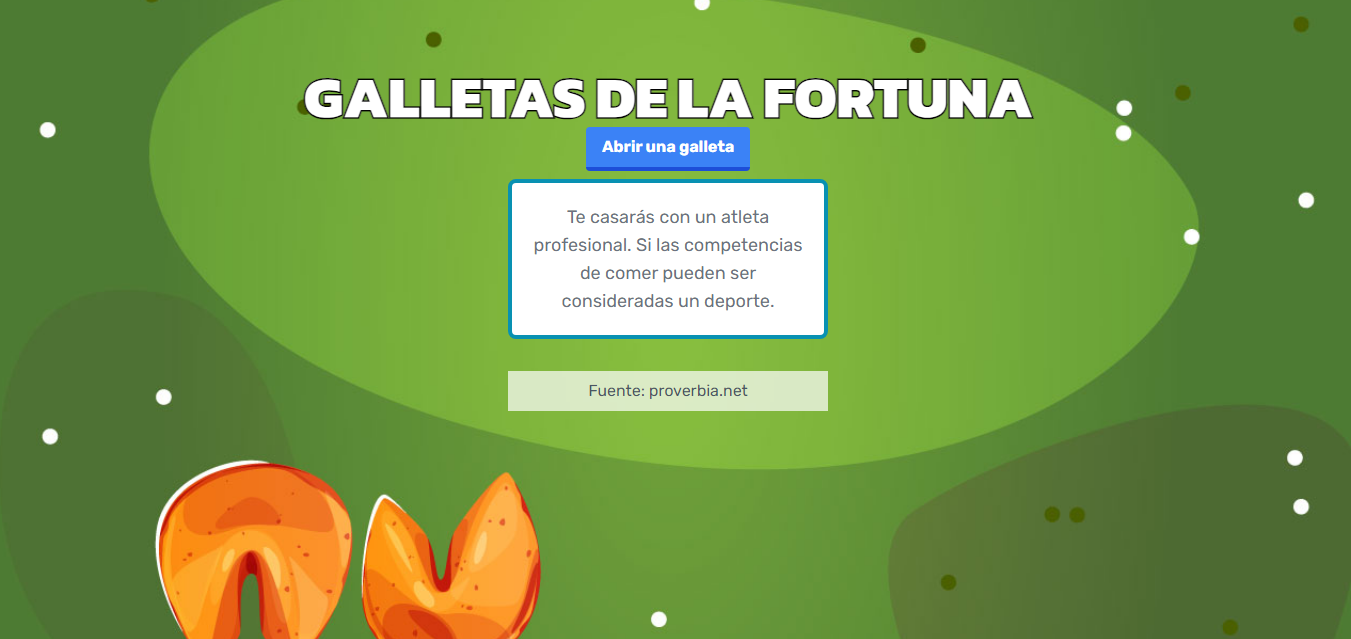 GALLETAS DE LA FORTUNA
Abrir una galleta
Te casarás con un atleta
profesional. Si las competencias
de comer pueden ser
consideradas un deporte.
Fuente: proverbia.net